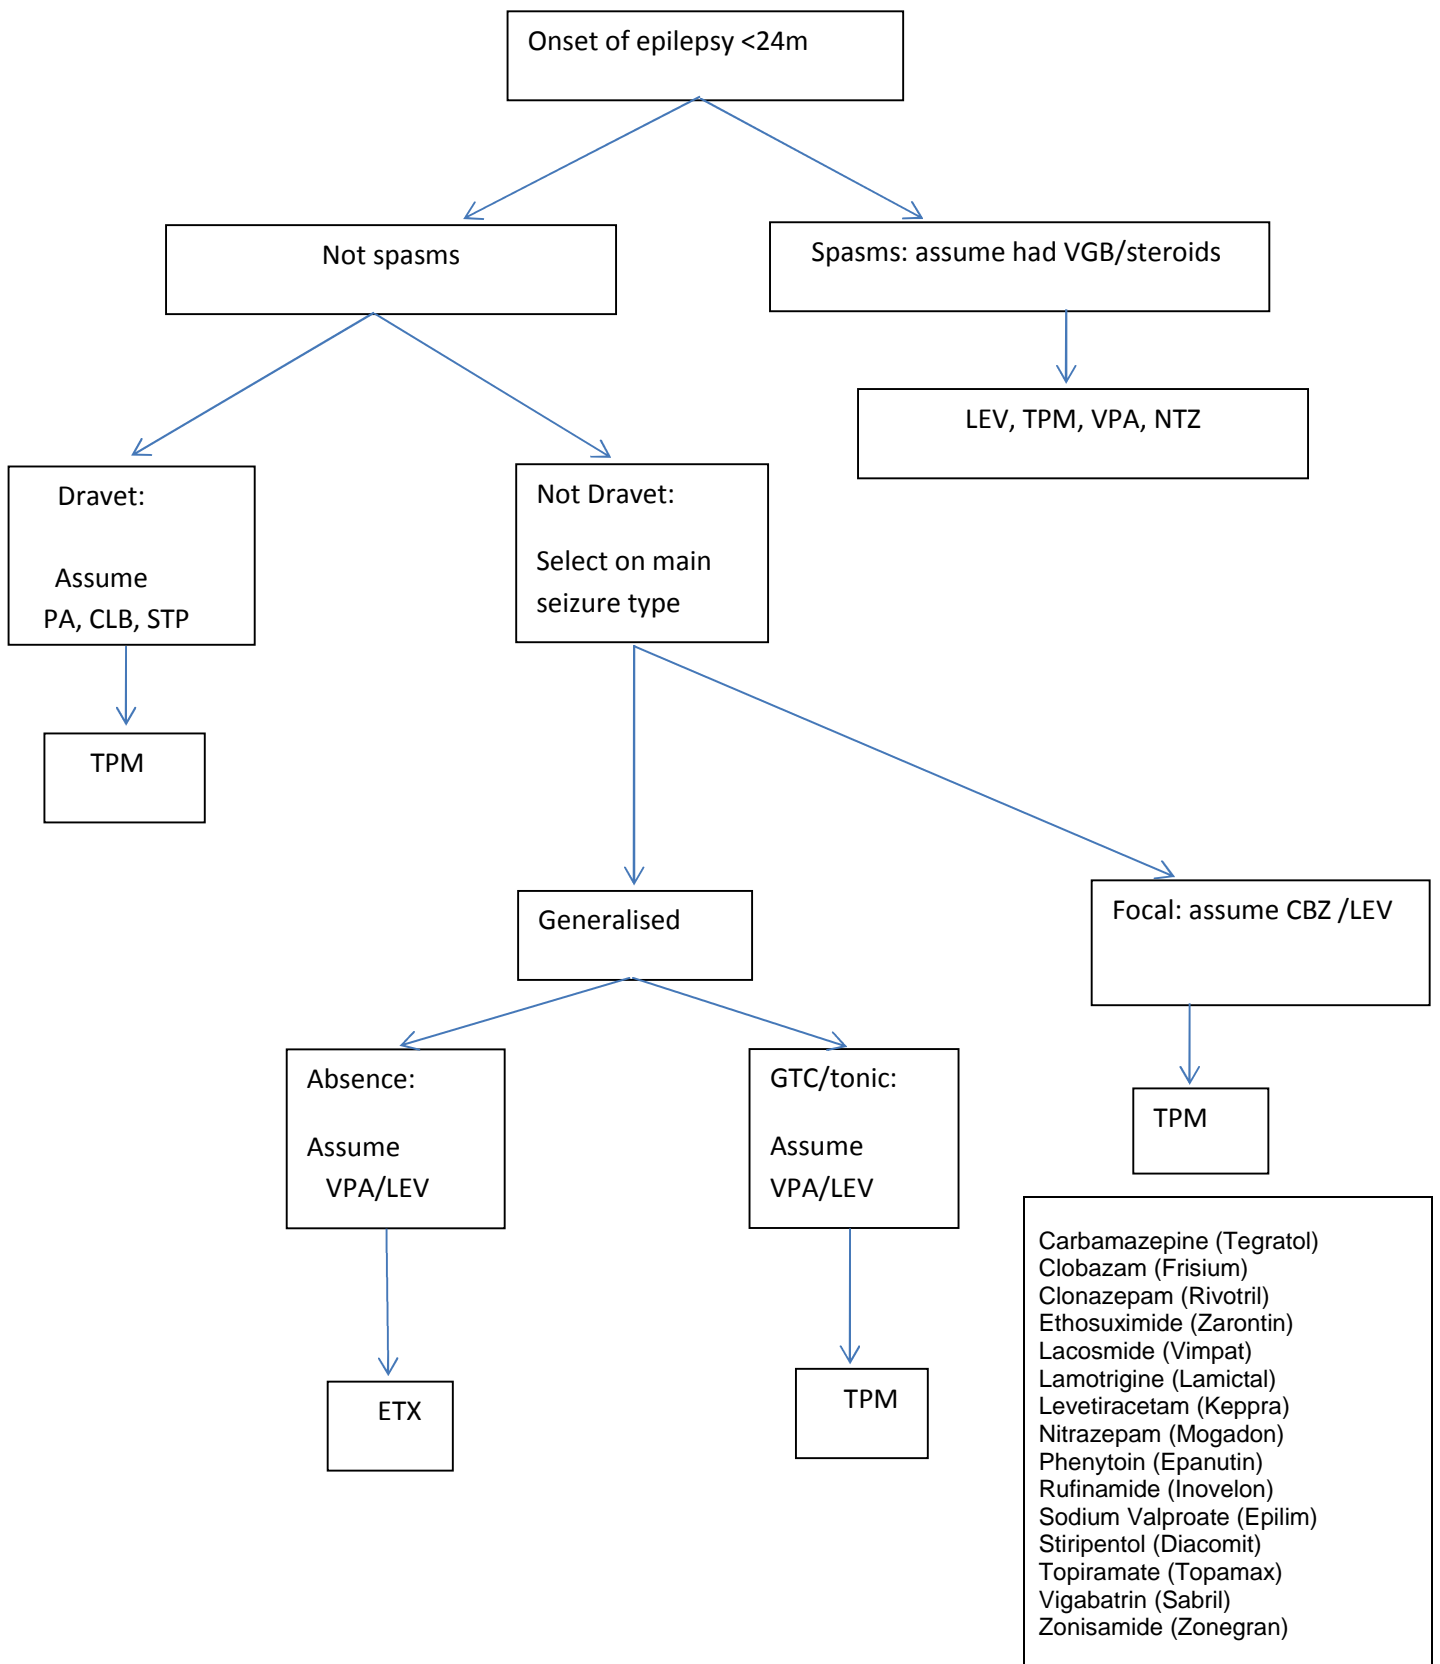 Onset of epilepsy <24m
Not spasms
Spasms: assume had VGB/steroids
LEV, TPM, VPA, NTZ
Dravet:
Assume
PA, CLB, STP
Not Dravet:
Select on main
seizure type
TPM
Generalised
Focal: assume CBZ /LEV
Absence:
Assume
VPA/LEV
GTC/tonic:
Assume
VPA/LEV
TPM
ETX
TPM
Carbamazepine (Tegratol)
Clobazam (Frisium)
Clonazepam (Rivotril)
Ethosuximide (Zarontin)
Lacosmide (Vimpat)
Lamotrigine (Lamictal)
Levetiracetam (Keppra)
Nitrazepam (Mogadon)
Phenytoin (Epanutin)
Rufinamide (Inovelon)
Sodium Valproate (Epilim)
Stiripentol (Diacomit)
Topiramate (Topamax)
Vigabatrin (Sabril)
Zonisamide (Zonegran)